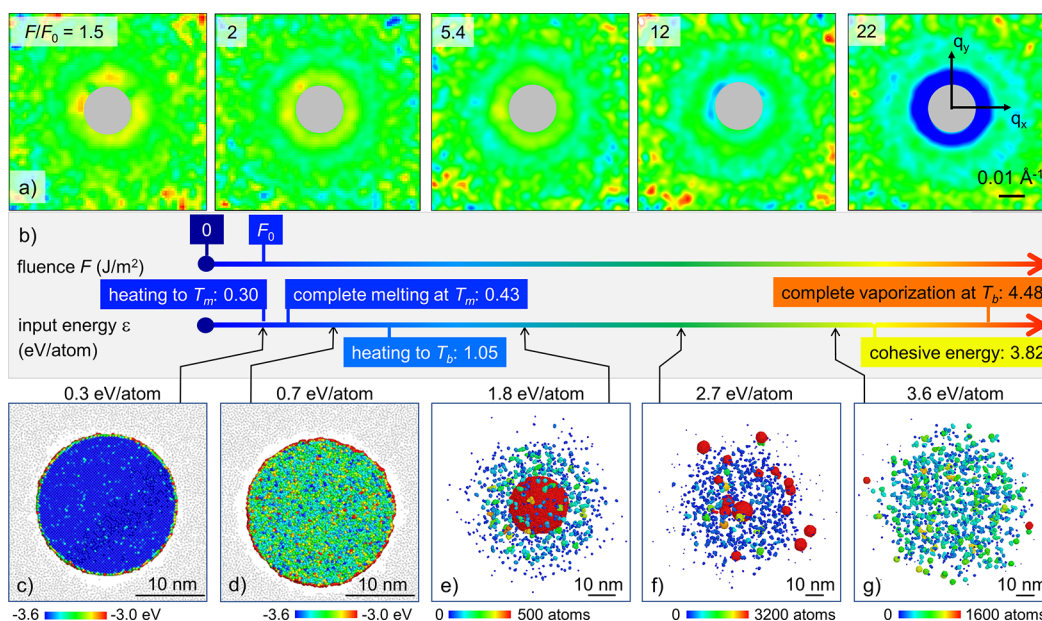 F/F₀ = 1.5
2
5.4
12
22
q_y
q_x
0.01 Å⁻¹
a)
b)
0
F₀
fluence F (J/m²)
heating to Tₘ: 0.30
complete melting at Tₘ: 0.43
complete vaporization at T_b: 4.48
input energy ε
(eV/atom)
heating to T_b: 1.05
cohesive energy: 3.82
0.3 eV/atom
0.7 eV/atom
1.8 eV/atom
2.7 eV/atom
3.6 eV/atom
c)
10 nm
d)
10 nm
e)
10 nm
f)
10 nm
g)
10 nm
-3.6
-3.0 eV
-3.6
-3.0 eV
0
500 atoms
0
3200 atoms
0
1600 atoms